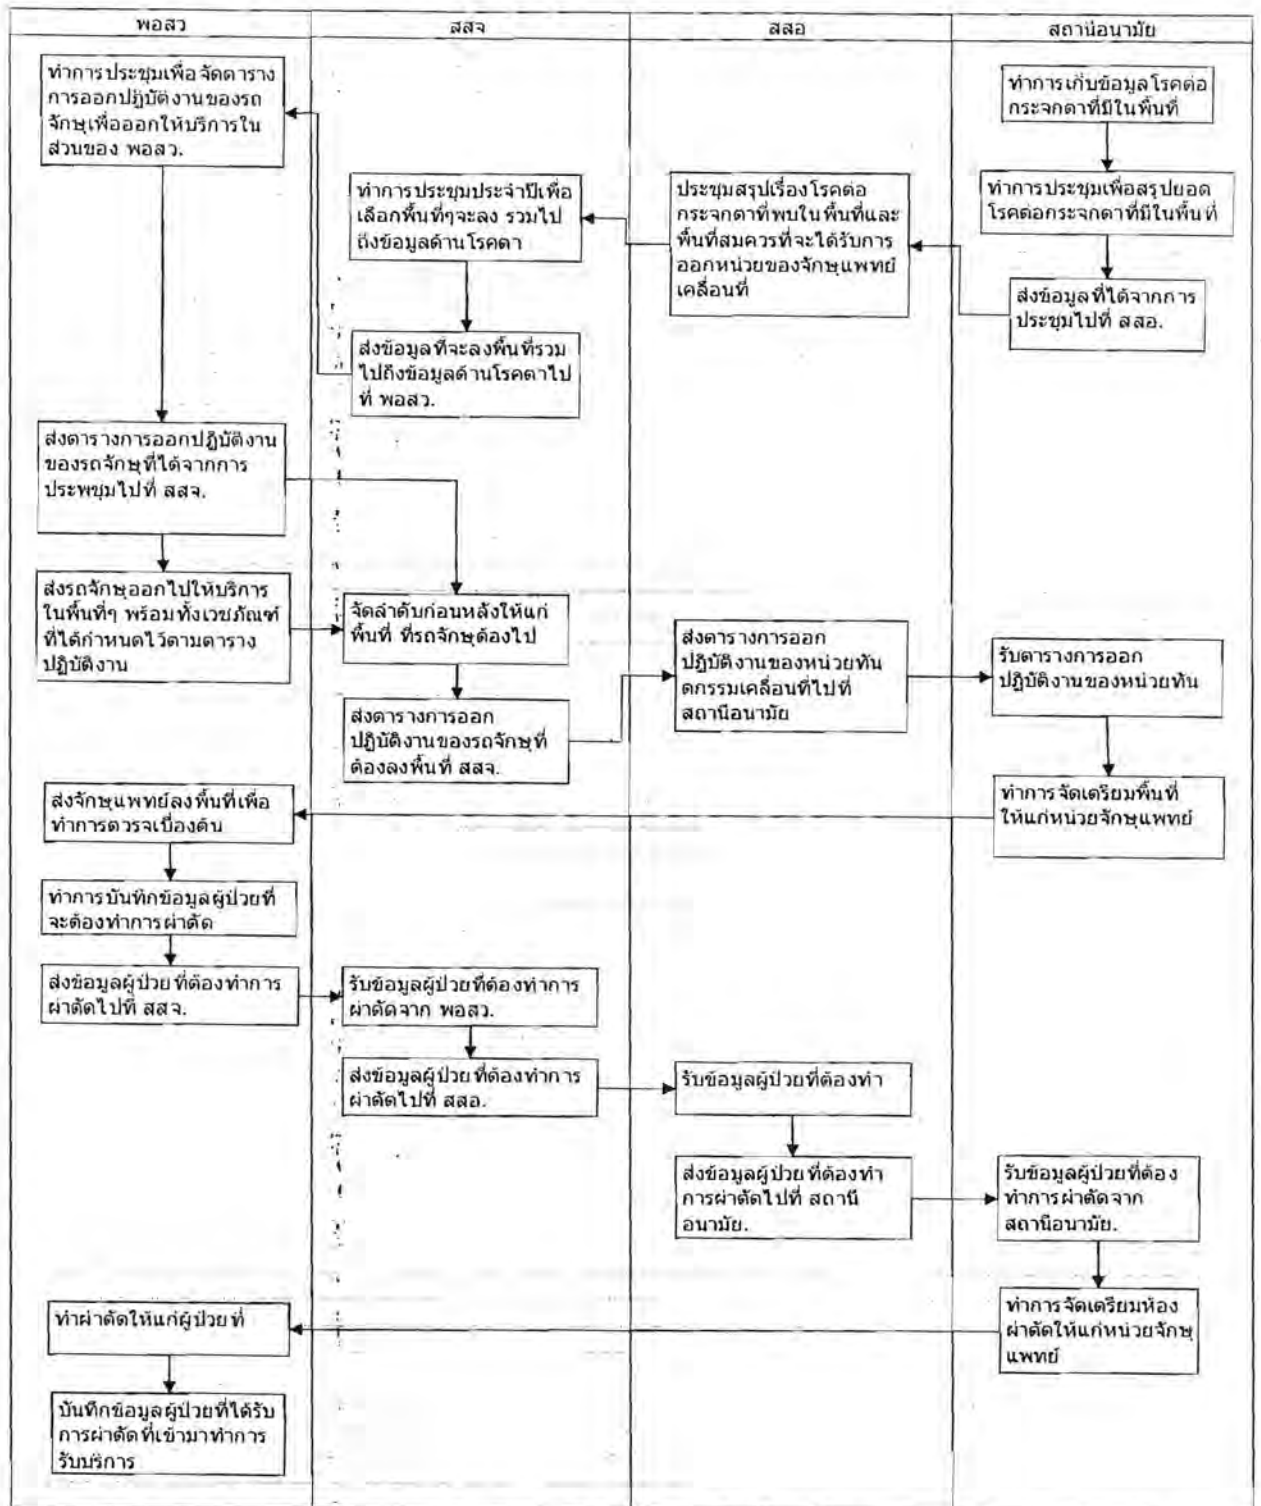 พอสว
สสจ
สสอ
สถานีอนามัย
ทำการประชุมเพื่อจัดตาราง
การออกปฏิบัติงานของรถ
จักษุเพื่อออกให้บริการใน
ส่วนของ พอสว.
ทำการเก็บข้อมูลโรคต่อ
กระจกตาที่มีในพื้นที่
ทำการประชุมประจำปีเพื่อ
เลือกพื้นที่ๆจะลง รวมไป
ถึงข้อมูลด้านโรคตา
ประชุมสรุปเรื่องโรคต่อ
กระจกตาที่พบในพื้นที่และ
พื้นที่สมควรที่จะได้รับการ
ออกหน่วยของจักษุแพทย์
เคลื่อนที่
ทำการประชุมเพื่อสรุปยอด
โรคต่อกระจกตาที่มีในพื้นที่
ส่งข้อมูลที่ได้จากการ
ประชุมไปที่ สสอ.
ส่งข้อมูลที่จะลงพื้นที่รวม
ไปถึงข้อมูลด้านโรคตาไป
ที่ พอสว.
ส่งตารางการออกปฏิบัติงาน
ของรถจักษุที่ได้จากการ
ประพชุมไปที่ สสจ.
ส่งรถจักษุออกไปให้บริการ
ในพื้นที่ๆ พร้อมทั้งเวชภัณฑ์
ที่ได้กำหนดไว้ตามตาราง
ปฏิบัติงาน
จัดลำดับก่อนหลังให้แก่
พื้นที่ ที่รถจักษุต้องไป
ส่งตารางการออก
ปฏิบัติงานของหน่วยทัน
ตกรรมเคลื่อนที่ไปที่
สถานีอนามัย
รับตารางการออก
ปฏิบัติงานของหน่วยทัน
ส่งตารางการออก
ปฏิบัติงานของรถจักษุที่
ต้องลงพื้นที่ สสจ.
ส่งจักษุแพทย์ลงพื้นที่เพื่อ
ทำการตวรจเบื่องต้น
ทำการจัดเตรียมพื้นที่
ให้แก่หน่วยจักษุแพทย์
ทำการบันทึกข้อมูลผู้ป่วยที่
จะต้องทำการผ่าตัด
ส่งข้อมูลผู้ป่วยที่ต้องทำการ
ผ่าตัดไปที่ สสจ.
รับข้อมูลผู้ป่วยที่ต้องทำการ
ผ่าตัดจาก พอสว.
ส่งข้อมูลผู้ป่วยที่ต้องทำการ
ผ่าตัดไปที่ สสอ.
รับข้อมูลผู้ป่วยที่ต้องทำ
ส่งข้อมูลผู้ป่วยที่ต้องทำ
การผ่าตัดไปที่ สถานี
อนามัย.
รับข้อมูลผู้ป่วยที่ต้อง
ทำการผ่าตัดจาก
สถานีอนามัย.
ทำผ่าตัดให้แก่ผู้ป่วยที่
ทำการจัดเตรียมห้อง
ผ่าตัดให้แก่หน่วยจักษุ
แพทย์
บันทึกข้อมูลผู้ป่วยที่ได้รับ
การผ่าตัดที่เข้ามาทำการ
รับบริการ